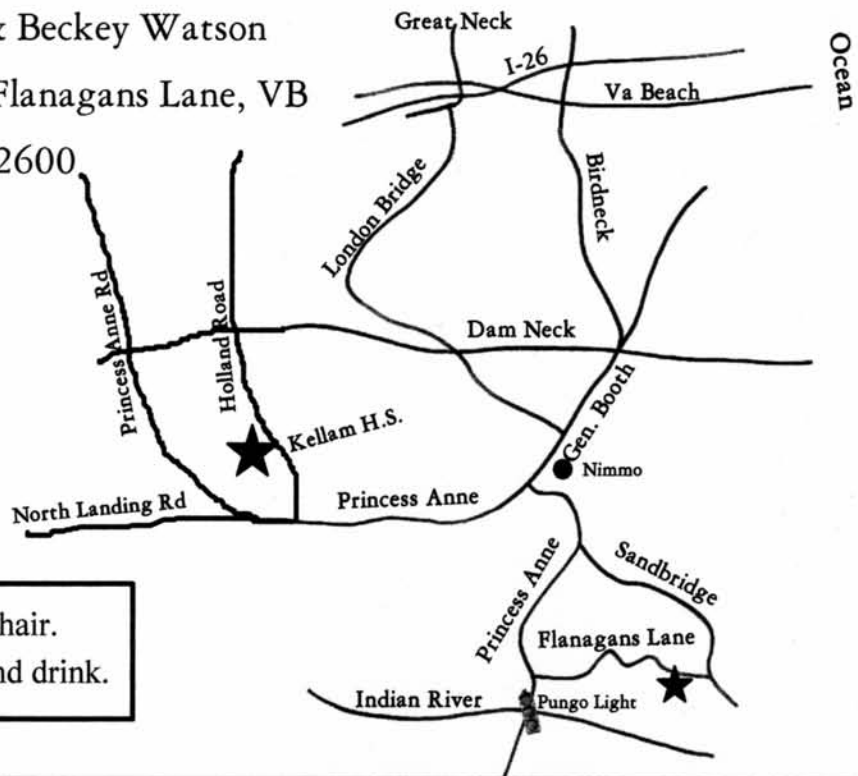 & Beckey Watson
Flanagans Lane, VB
2600
Great Neck
I-26
Va Beach
Ocean
London Bridge
Birdneck
Princess Anne Rd
Holland Road
Dam Neck
Gen. Booth
Kellam H.S.
Nimmo
North Landing Rd
Princess Anne
Princess Anne
Sandbridge
Flanagans Lane
Indian River
Pungo Light
hair.
nd drink.